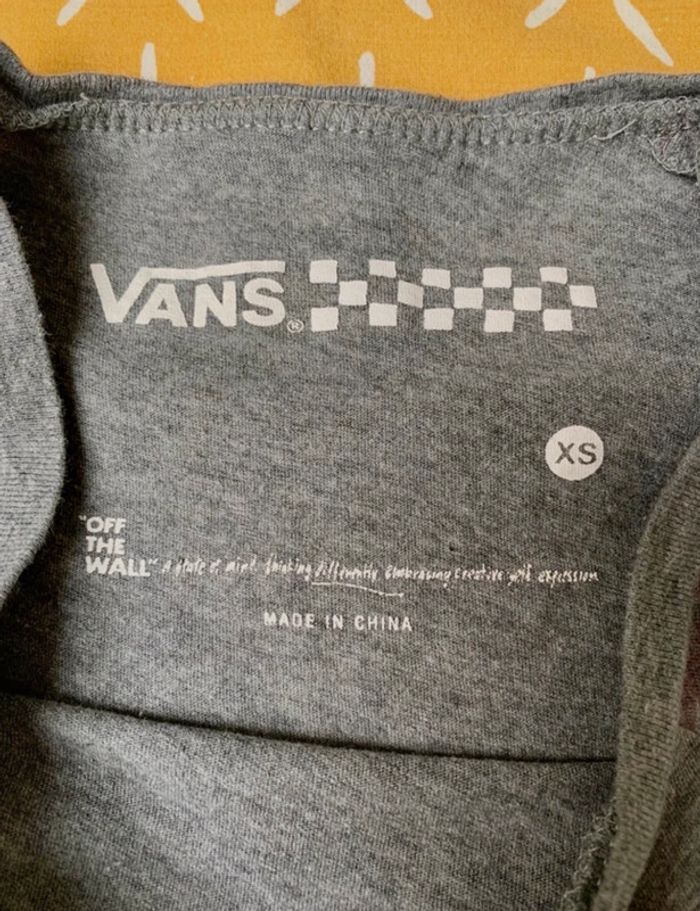 VANS®
XS
"OFF
THE
WALL" A state of mind. thinking differently embracing creative self expression
MADE IN CHINA